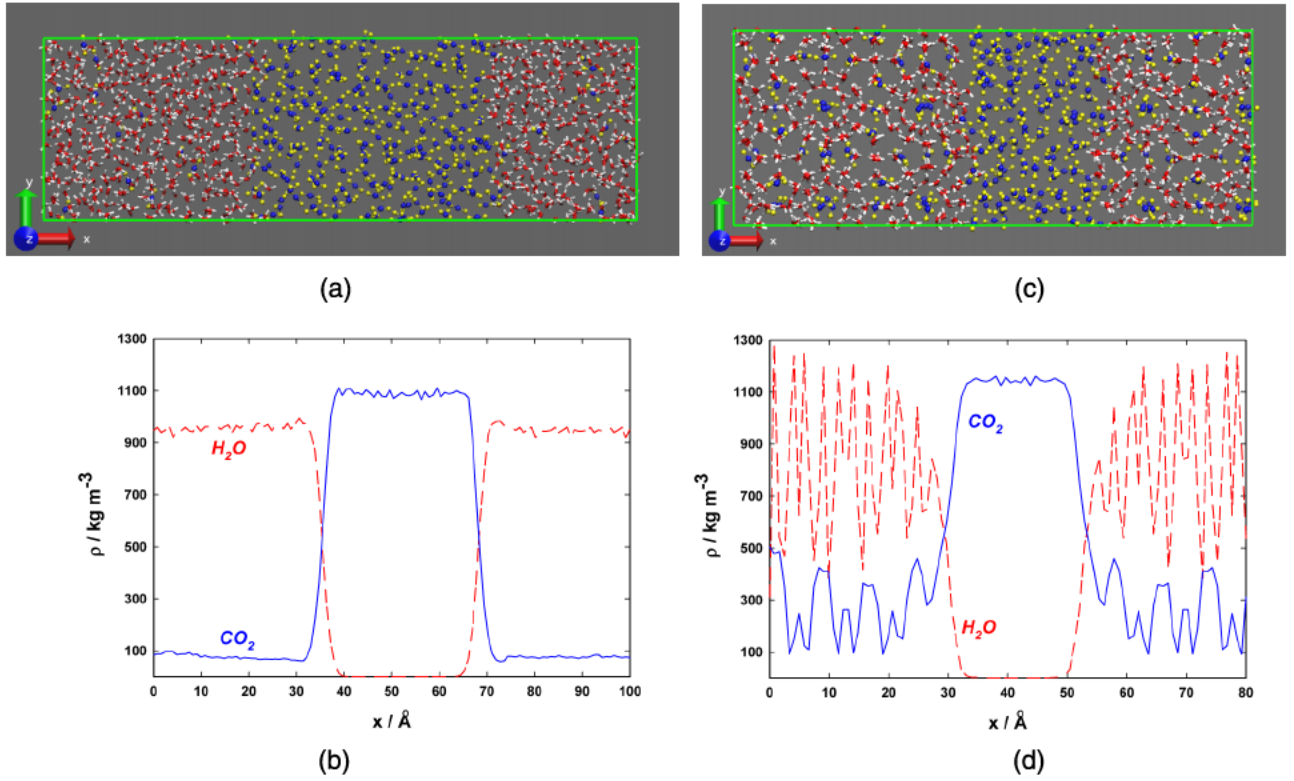 y
z x
(a)
y
z x
(c)
1300
1100
900
700
500
300
100
ρ / kg m-3
H2O
CO2
0 10 20 30 40 50 60 70 80 90 100
x / Å
(b)
1300
1100
900
700
500
300
100
ρ / kg m-3
CO2
H2O
0 10 20 30 40 50 60 70 80
x / Å
(d)